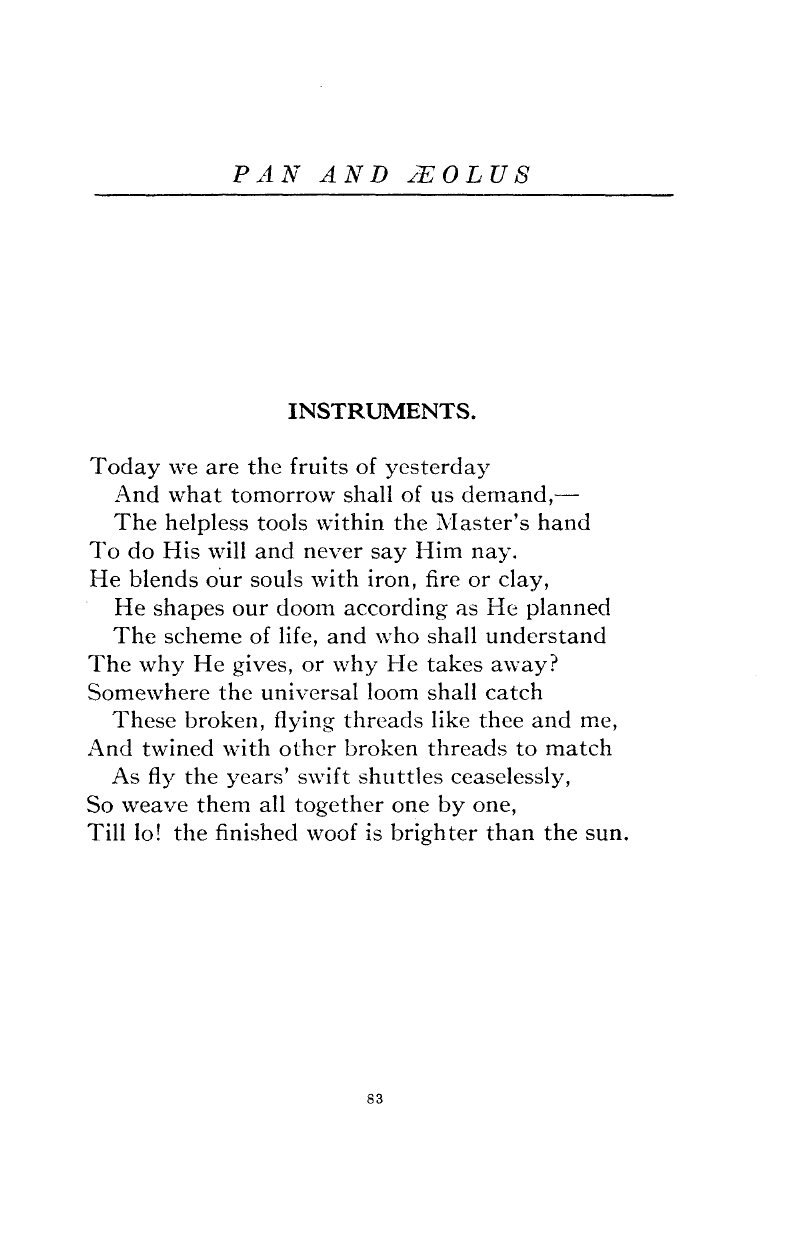 PAN AND ÆOLUS
INSTRUMENTS.
Today we are the fruits of yesterday
And what tomorrow shall of us demand,—
The helpless tools within the Master's hand
To do His will and never say Him nay.
He blends our souls with iron, fire or clay,
He shapes our doom according as He planned
The scheme of life, and who shall understand
The why He gives, or why He takes away?
Somewhere the universal loom shall catch
These broken, flying threads like thee and me,
And twined with other broken threads to match
As fly the years' swift shuttles ceaselessly,
So weave them all together one by one,
Till lo! the finished woof is brighter than the sun.
83